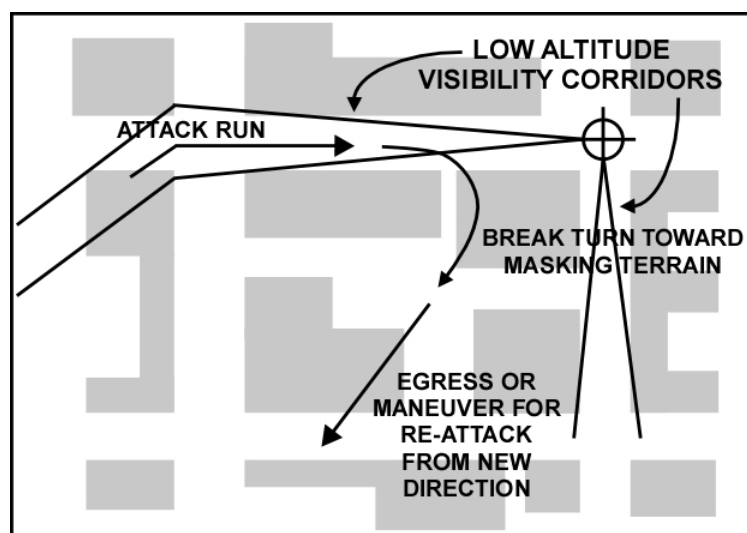 LOW ALTITUDE
VISIBILITY CORRIDORS
ATTACK RUN
BREAK TURN TOWARD
MASKING TERRAIN
EGRESS OR
MANEUVER FOR
RE-ATTACK
FROM NEW
DIRECTION